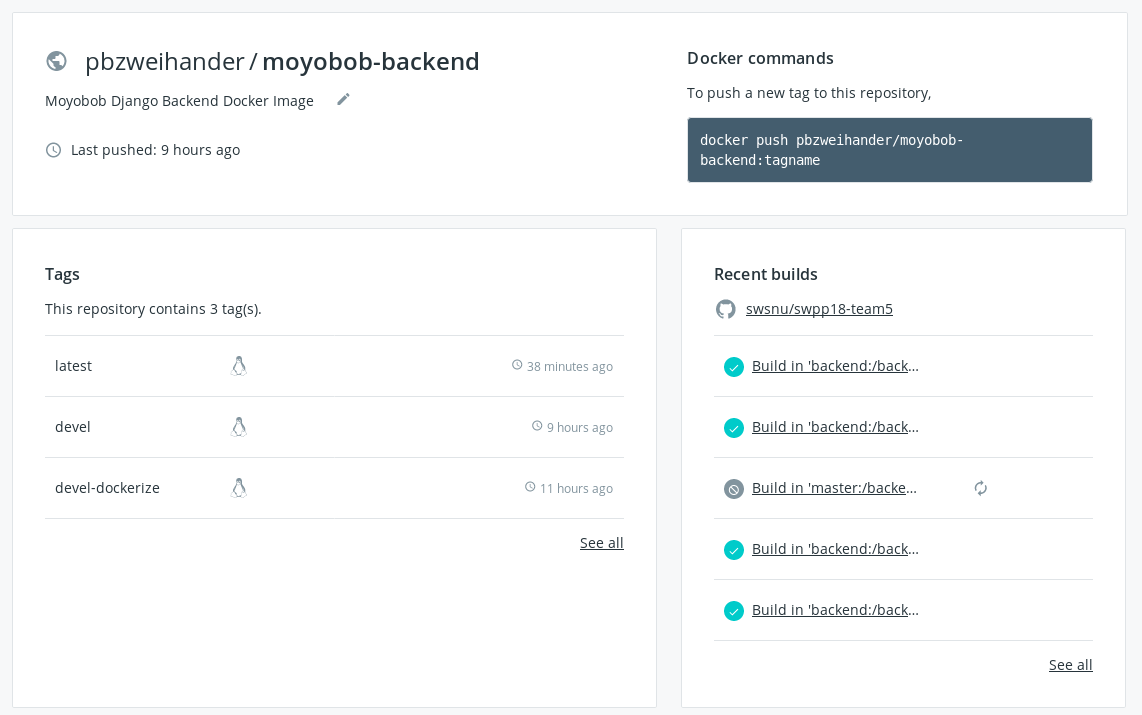 pbzweihander / moyobob-backend
Moyobob Django Backend Docker Image
Last pushed: 9 hours ago
Docker commands
To push a new tag to this repository,
docker push pbzweihander/moyobob-
backend:tagname
Tags
This repository contains 3 tag(s).
latest 38 minutes ago
devel 9 hours ago
devel-dockerize 11 hours ago
See all
Recent builds
swsnu/swpp18-team5
Build in 'backend:/back...
Build in 'backend:/back...
Build in 'master:/backe...
Build in 'backend:/back...
Build in 'backend:/back...
See all